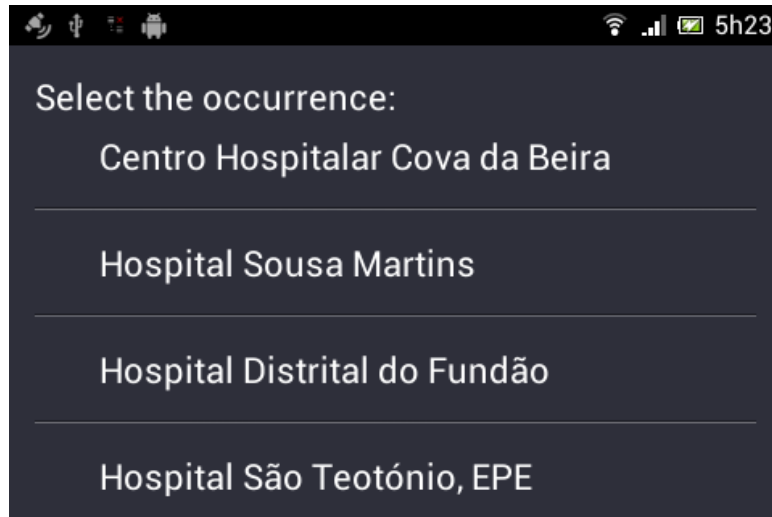 5h23
Select the occurrence:
Centro Hospitalar Cova da Beira
Hospital Sousa Martins
Hospital Distrital do Fundão
Hospital São Teotónio, EPE